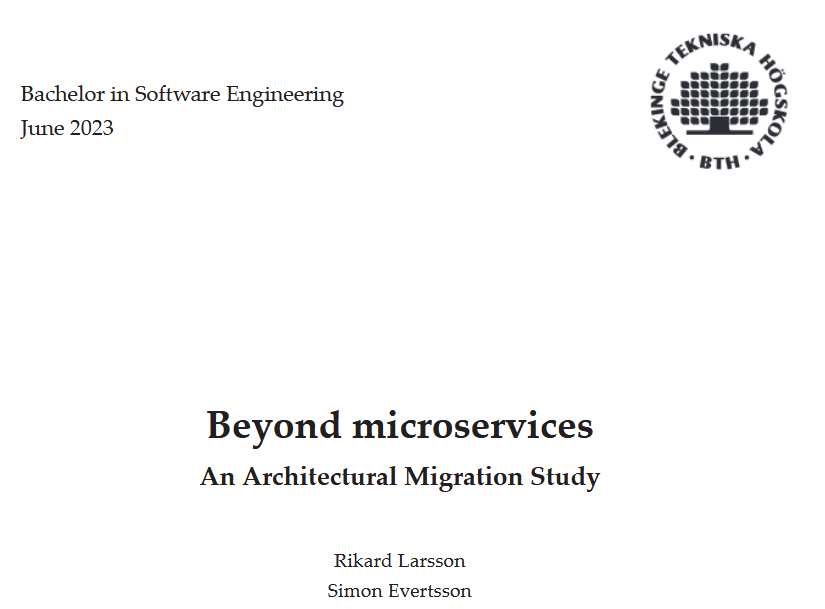 Bachelor in Software Engineering
June 2023
BLEKINGE TEKNISKA HÖGSKOLA
· BTH ·
Beyond microservices
An Architectural Migration Study
Rikard Larsson
Simon Evertsson